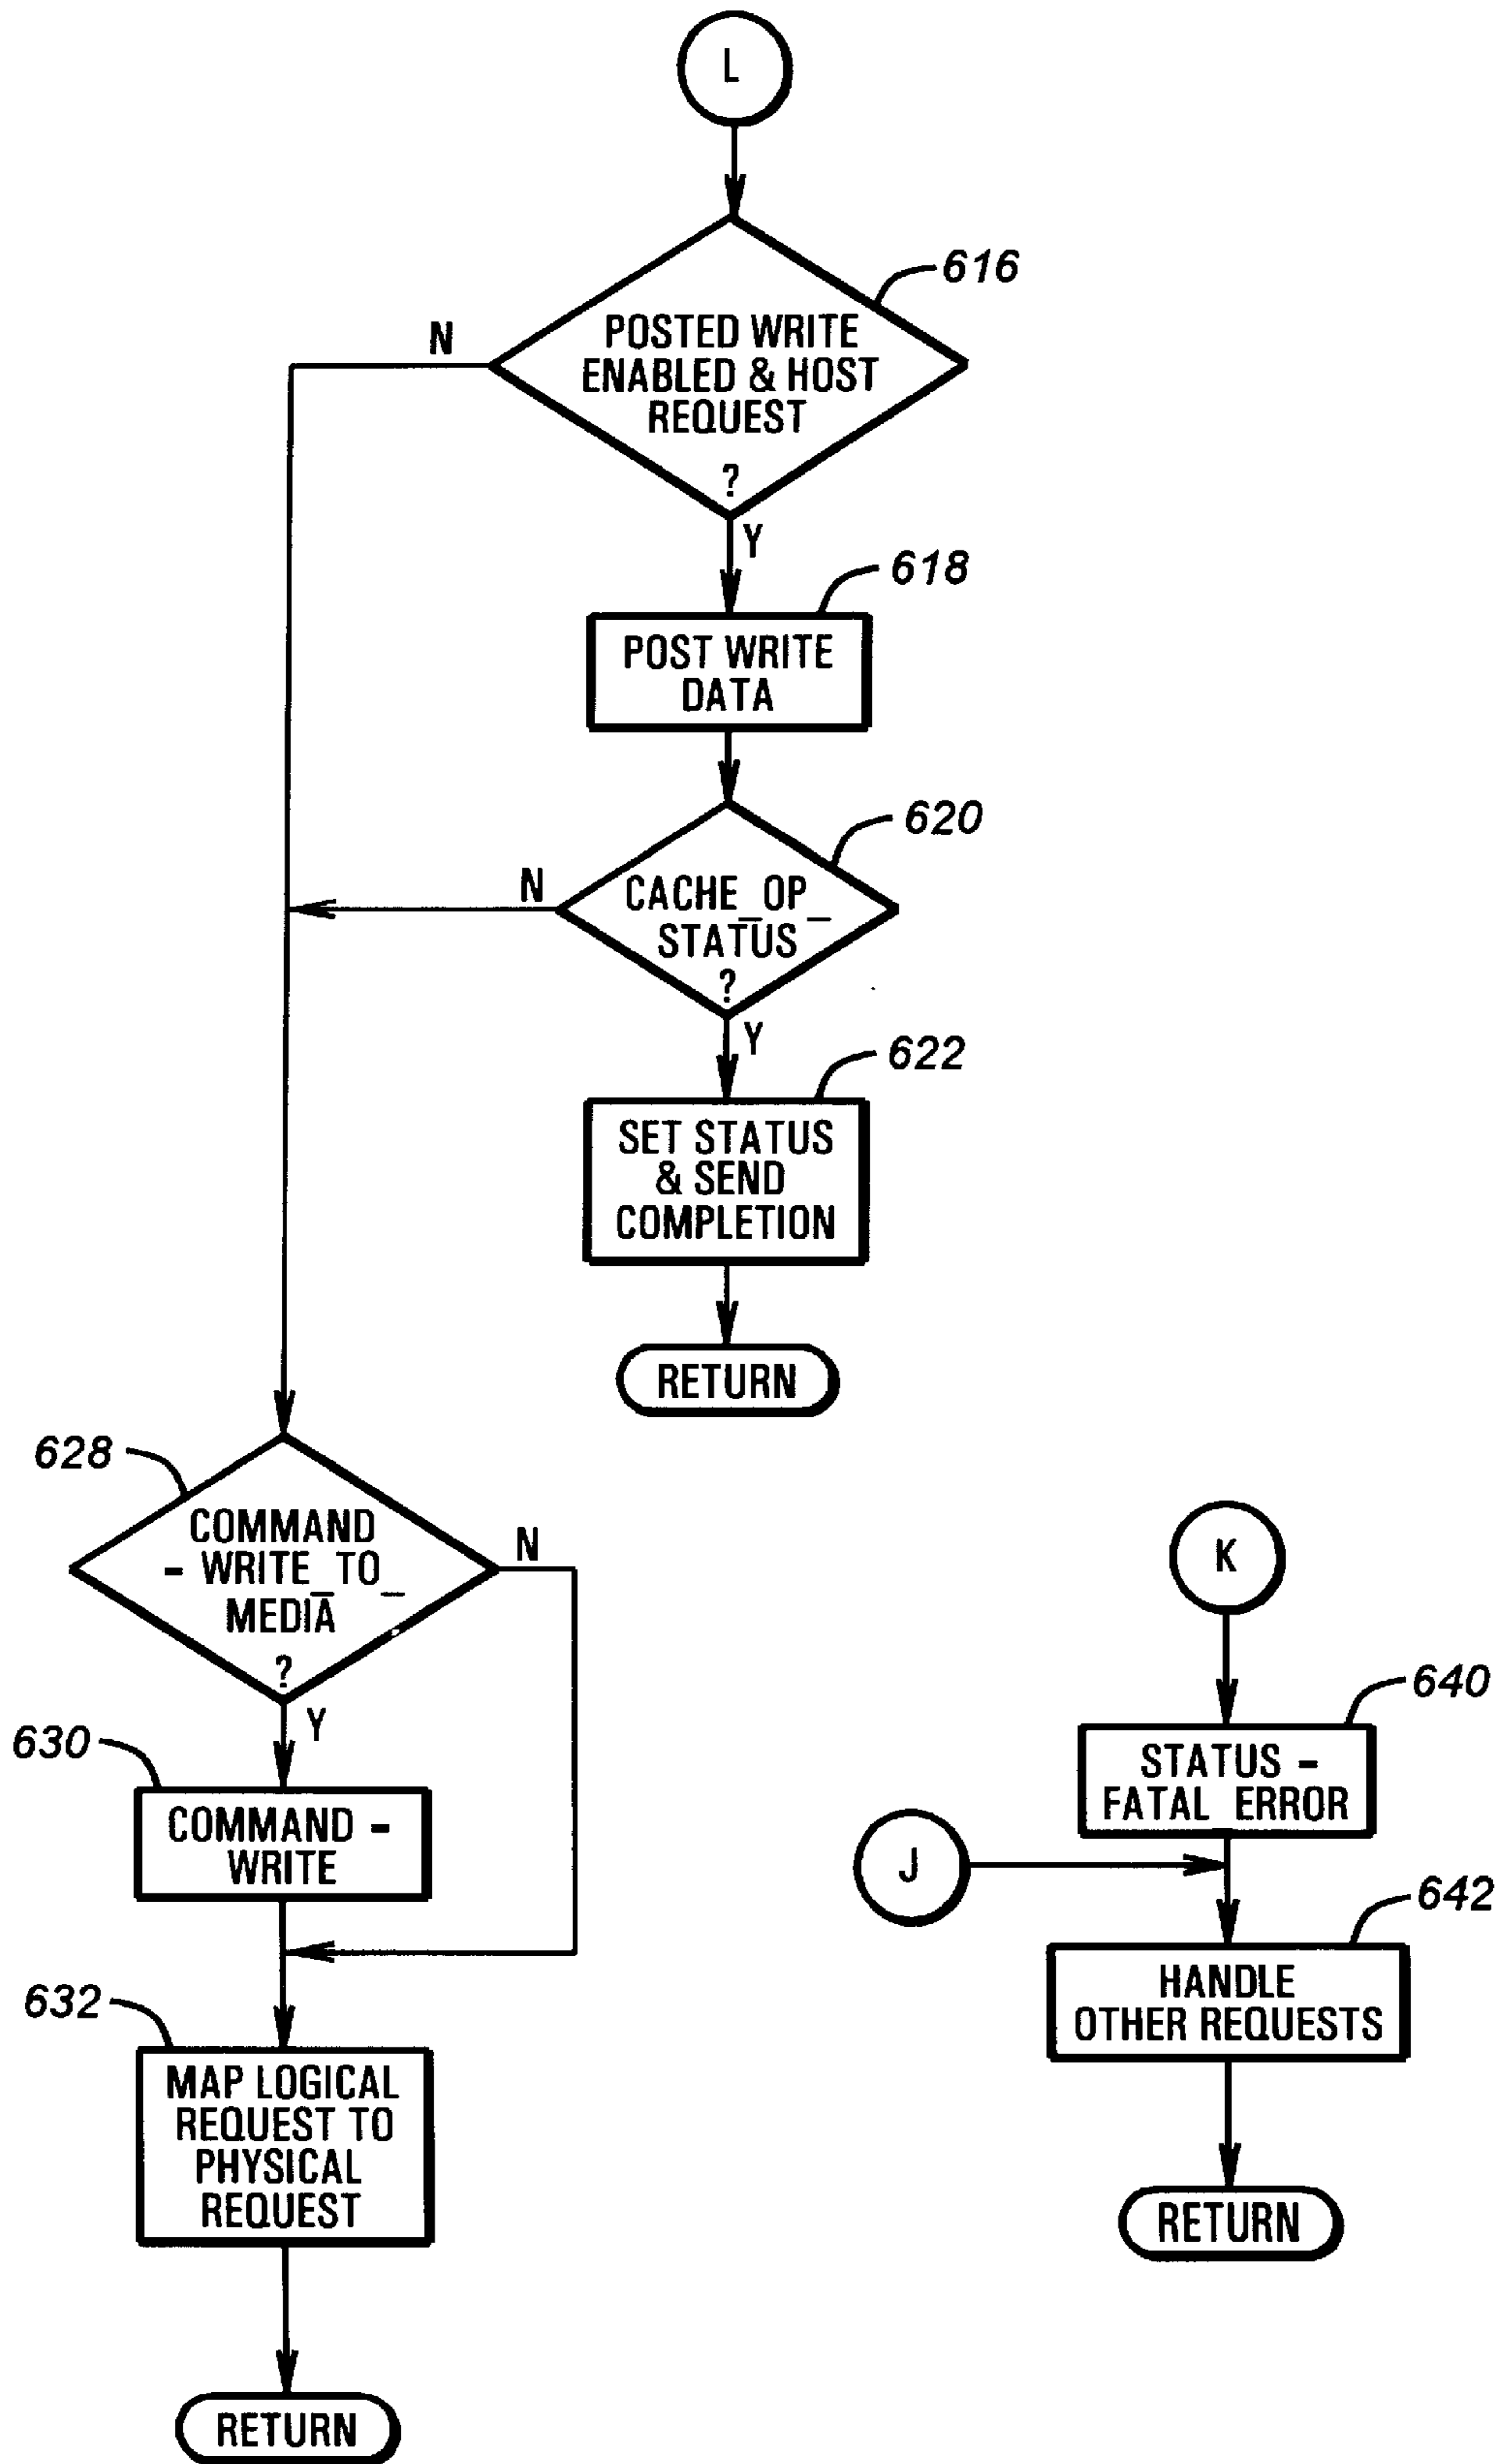 L
616
N
POSTED WRITE
ENABLED & HOST
REQUEST
?
Y
618
POST WRITE
DATA
620
N
CACHE_OP_
STATUS
?
Y
622
SET STATUS
& SEND
COMPLETION
RETURN
628
COMMAND
= WRITE_TO_
MEDIA
?
N
Y
630
COMMAND =
WRITE
632
MAP LOGICAL
REQUEST TO
PHYSICAL
REQUEST
RETURN
K
640
STATUS =
FATAL ERROR
J
642
HANDLE
OTHER REQUESTS
RETURN